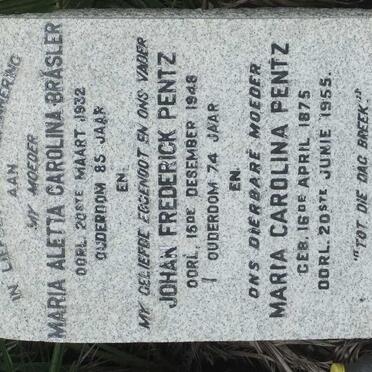 IN LIEFDEVOLLE HERINNERING
AAN
MY MOEDER
MARIA ALETTA CAROLINA BRÄSLER
OORL. 20STE MAART 1932
OUDERDOM 85 JAAR
EN
MY GELIEFDE EGGENOOT EN ONS VADER
JOHAN FREDERICK PENTZ
OORL. 15DE DESEMBER 1948
OUDERDOM 74 JAAR
EN
ONS DIERBARE MOEDER
MARIA CAROLINA PENTZ
GEB. 16DE APRIL 1875
OORL. 20STE JUNIE 1955.
"TOT DIE DAG BREEK."